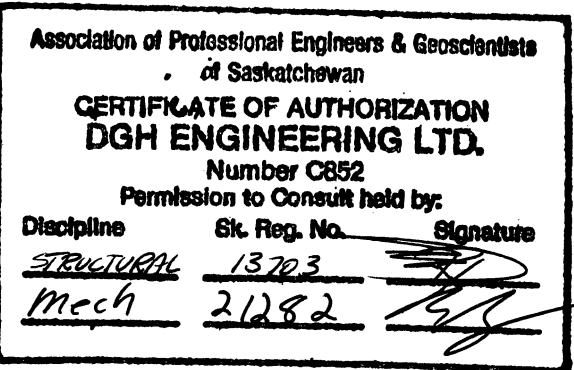 Association of Professional Engineers & Geoscientists
of Saskatchewan
CERTIFICATE OF AUTHORIZATION
DGH ENGINEERING LTD.
Number C852
Permission to Consult held by:
Discipline Sk. Reg. No. Signature
STRUCTURAL 13703
Mech 21282